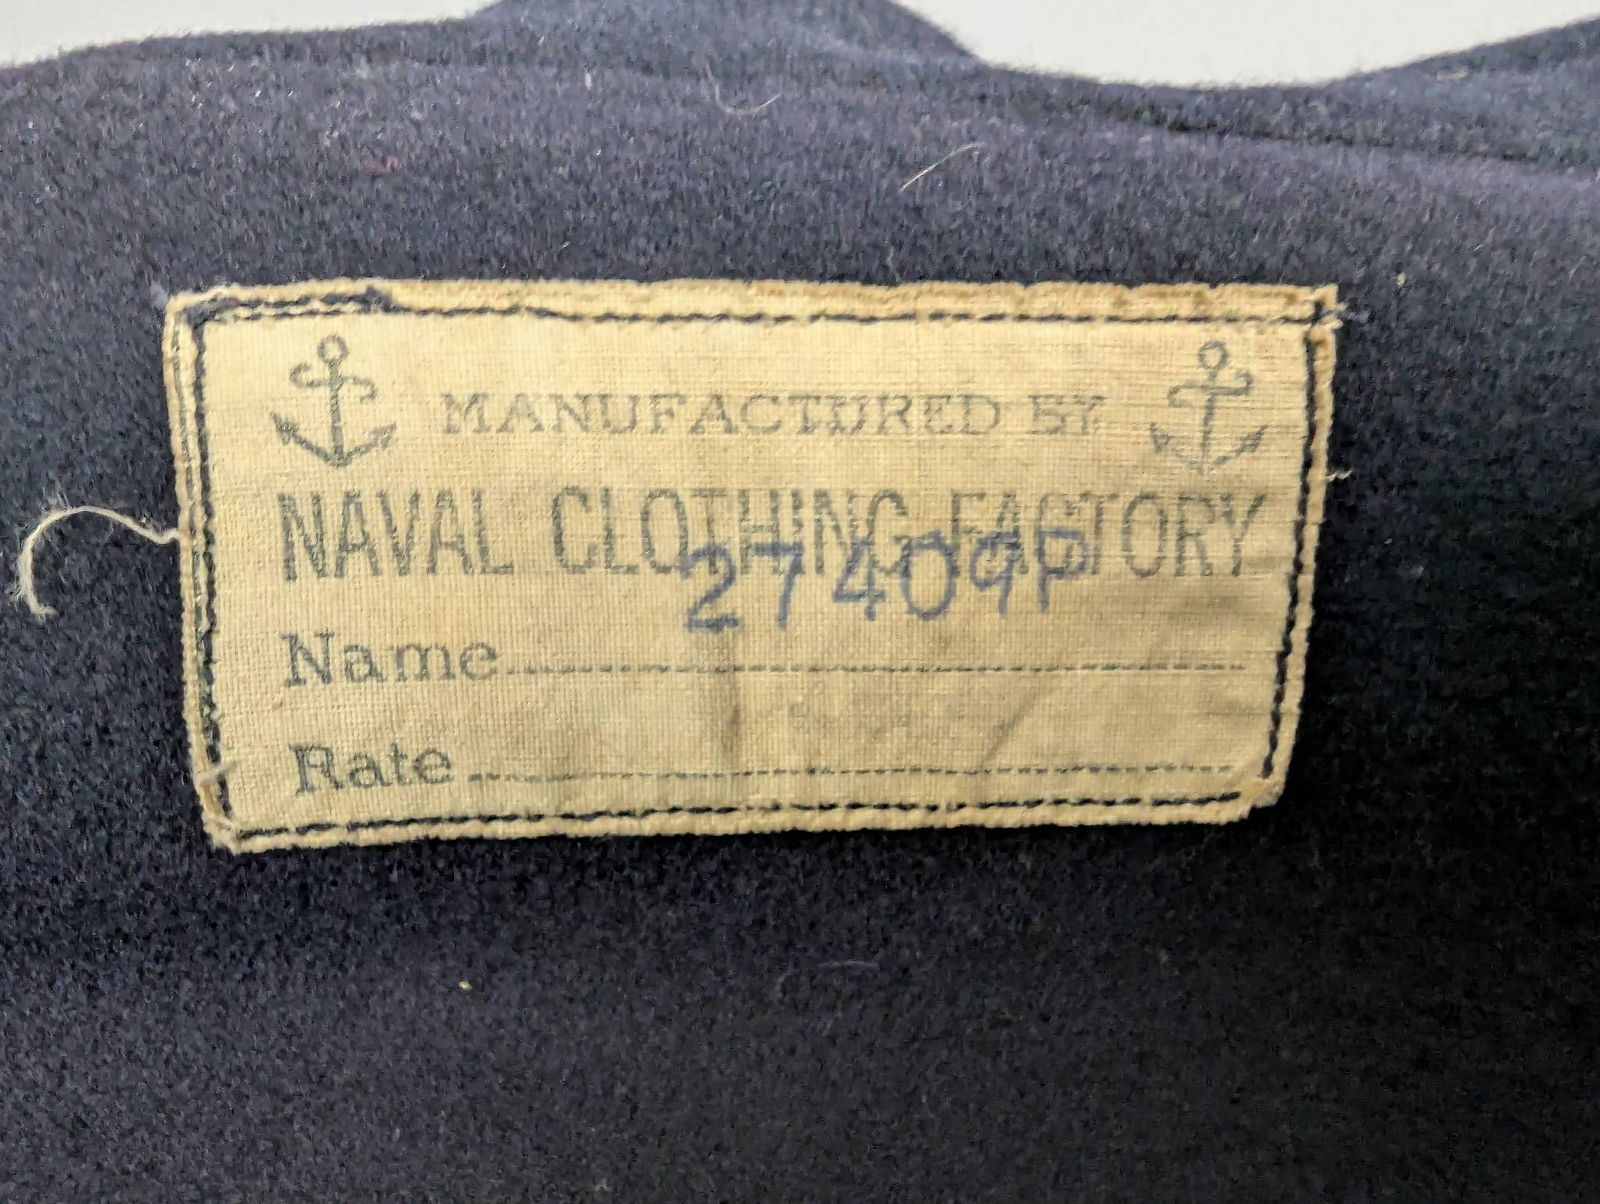 MANUFACTURED BY
NAVAL CLOTHING FACTORY
27409P
Name
Rate